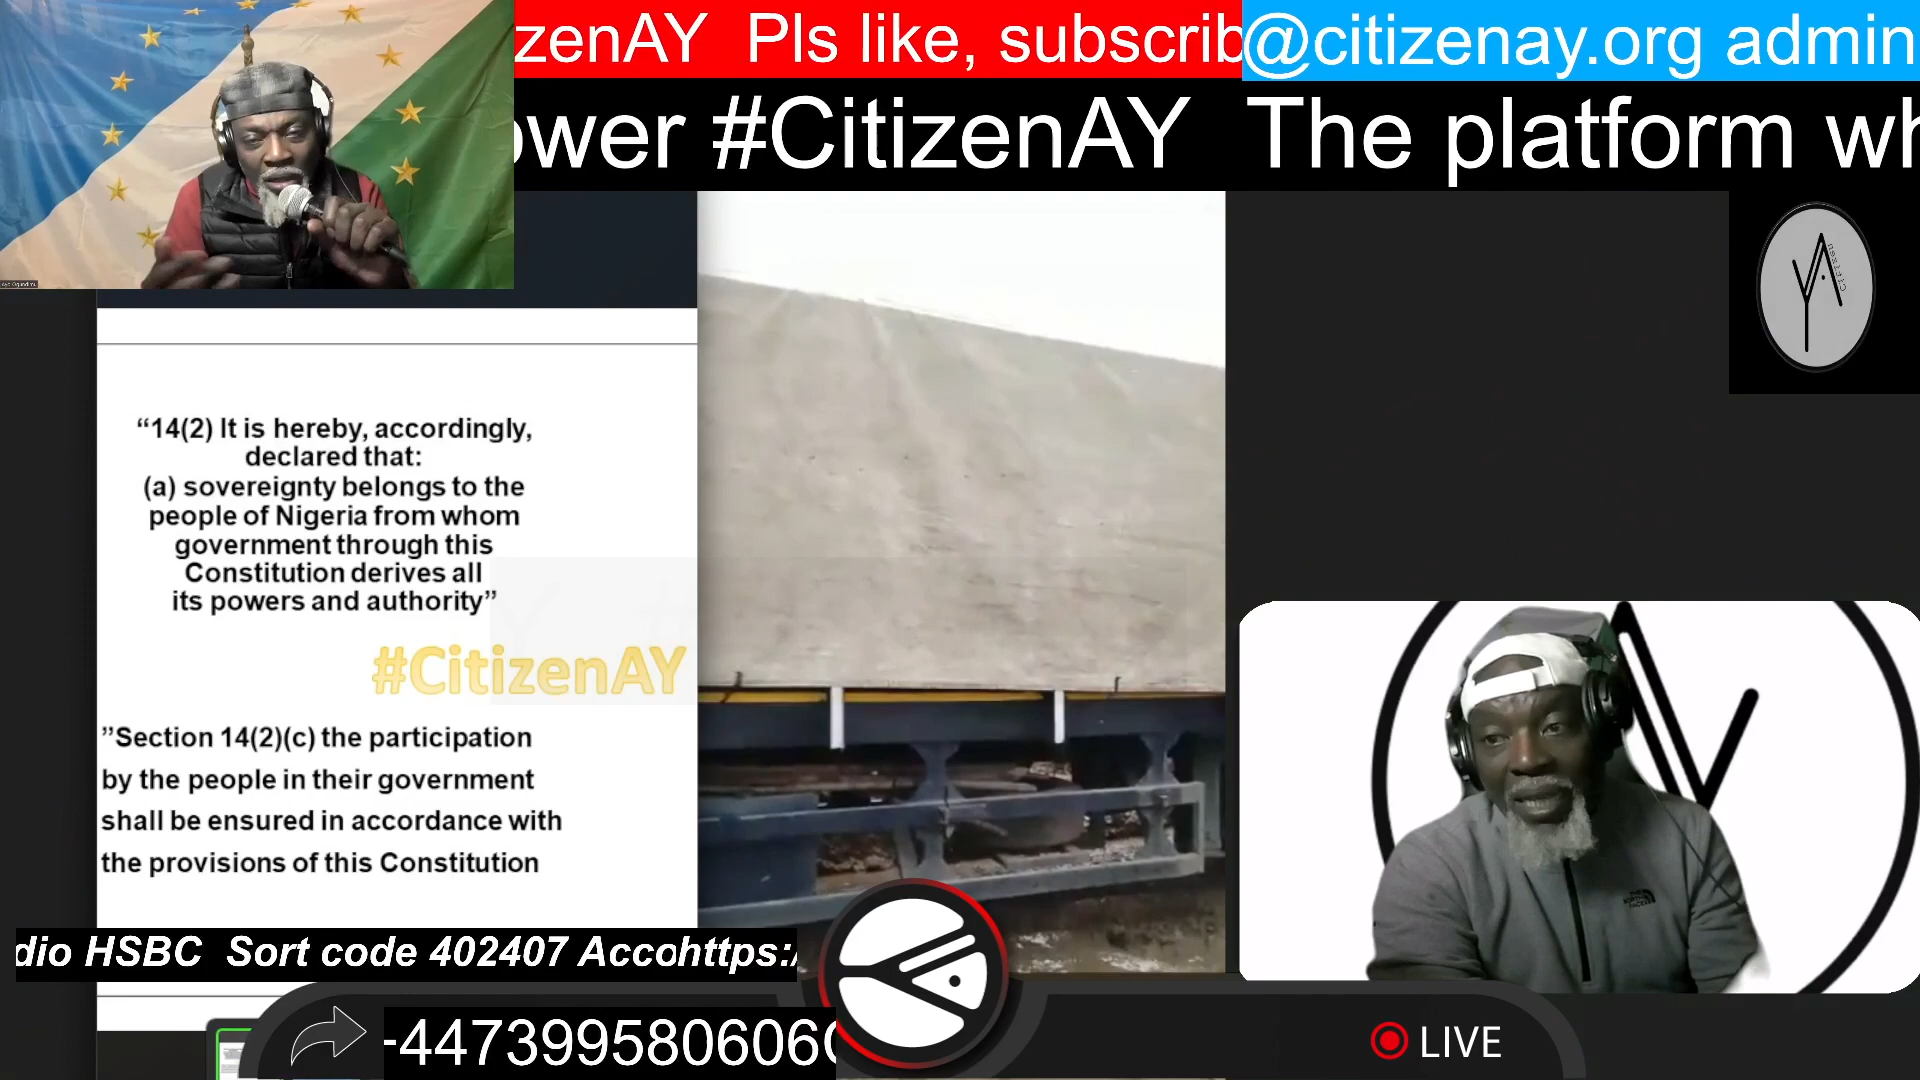 zenAY Pls like, subscrib
@citizenay.org admin
ower #CitizenAY The platform wh
“14(2) It is hereby, accordingly,
declared that:
(a) sovereignty belongs to the
people of Nigeria from whom
government through this
Constitution derives all
its powers and authority”
#CitizenAY
”Section 14(2)(c) the participation
by the people in their government
shall be ensured in accordance with
the provisions of this Constitution
dio HSBC Sort code 402407 Accohttps:/
-447399580606
LIVE